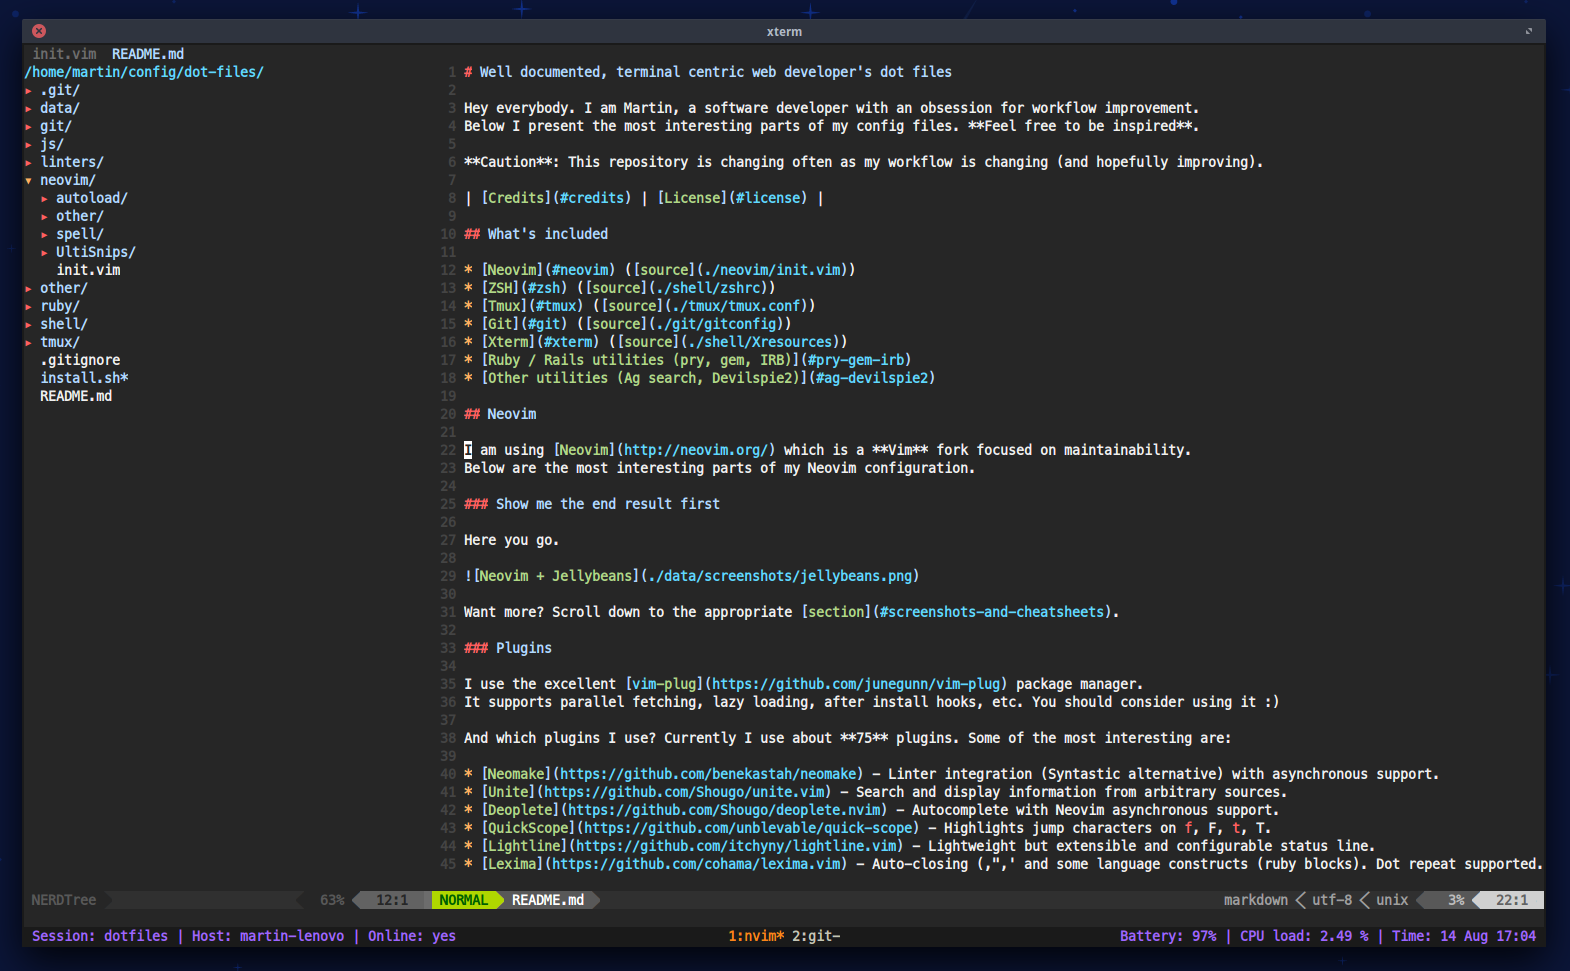 xterm
init.vim README.md
/home/martin/config/dot-files/
▸ .git/
▸ data/
▸ git/
▸ js/
▸ linters/
▾ neovim/
▸ autoload/
▸ other/
▸ spell/
▸ UltiSnips/
init.vim
▸ other/
▸ ruby/
▸ shell/
▸ tmux/
.gitignore
install.sh*
README.md
1 # Well documented, terminal centric web developer's dot files
2
3 Hey everybody. I am Martin, a software developer with an obsession for workflow improvement.
4 Below I present the most interesting parts of my config files. **Feel free to be inspired**.
5
6 **Caution**: This repository is changing often as my workflow is changing (and hopefully improving).
7
8 | [Credits](#credits) | [License](#license) |
9
10 ## What's included
11
12 * [Neovim](#neovim) ([source](./neovim/init.vim))
13 * [ZSH](#zsh) ([source](./shell/zshrc))
14 * [Tmux](#tmux) ([source](./tmux/tmux.conf))
15 * [Git](#git) ([source](./git/gitconfig))
16 * [Xterm](#xterm) ([source](./shell/Xresources))
17 * [Ruby / Rails utilities (pry, gem, IRB)](#pry-gem-irb)
18 * [Other utilities (Ag search, Devilspie2)](#ag-devilspie2)
19
20 ## Neovim
21
22 I am using [Neovim](http://neovim.org/) which is a **Vim** fork focused on maintainability.
23 Below are the most interesting parts of my Neovim configuration.
24
25 ### Show me the end result first
26
27 Here you go.
28
29 ![Neovim + Jellybeans](./data/screenshots/jellybeans.png)
30
31 Want more? Scroll down to the appropriate [section](#screenshots-and-cheatsheets).
32
33 ### Plugins
34
35 I use the excellent [vim-plug](https://github.com/junegunn/vim-plug) package manager.
36 It supports parallel fetching, lazy loading, after install hooks, etc. You should consider using it :)
37
38 And which plugins I use? Currently I use about **75** plugins. Some of the most interesting are:
39
40 * [Neomake](https://github.com/benekastah/neomake) - Linter integration (Syntastic alternative) with asynchronous support.
41 * [Unite](https://github.com/Shougo/unite.vim) - Search and display information from arbitrary sources.
42 * [Deoplete](https://github.com/Shougo/deoplete.nvim) - Autocomplete with Neovim asynchronous support.
43 * [QuickScope](https://github.com/unblevable/quick-scope) - Highlights jump characters on f, F, t, T.
44 * [Lightline](https://github.com/itchyny/lightline.vim) - Lightweight but extensible and configurable status line.
45 * [Lexima](https://github.com/cohama/lexima.vim) - Auto-closing (,",' and some language constructs (ruby blocks). Dot repeat supported.
NERDTree 63% 12:1 NORMAL README.md markdown utf-8 unix 3% 22:1
Session: dotfiles | Host: martin-lenovo | Online: yes 1:nvim* 2:git- Battery: 97% | CPU load: 2.49 % | Time: 14 Aug 17:04